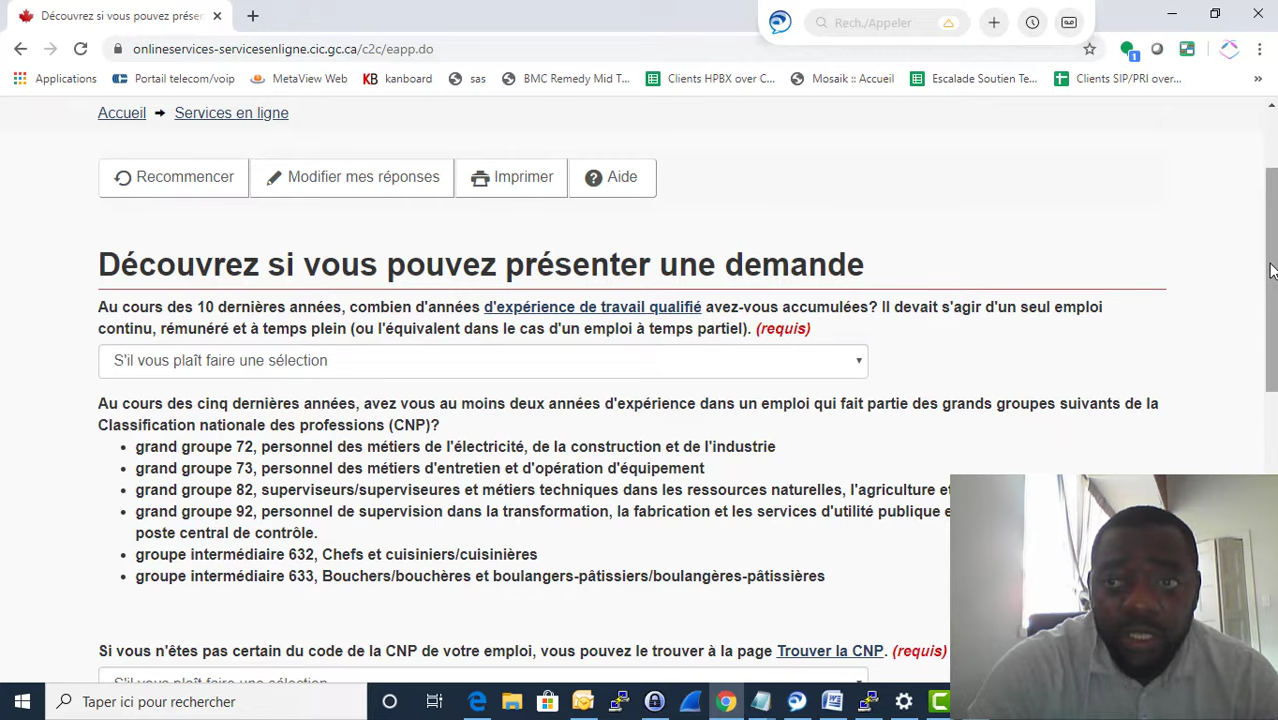 Découvrez si vous pouvez préser
Rech./Appeler
onlineservices-servicesenligne.cic.gc.ca/c2c/eapp.do
1
Applications
Portail telecom/voip
MetaView Web
KB kanboard
sas
BMC Remedy Mid T...
Clients HPBX over C...
Mosaik :: Accueil
Escalade Soutien Te...
Clients SIP/PRI over...
»
Accueil
Services en ligne
Recommencer
Modifier mes réponses
Imprimer
Aide
Découvrez si vous pouvez présenter une demande
Au cours des 10 dernières années, combien d'années d'expérience de travail qualifié avez-vous accumulées? Il devait s'agir d'un seul emploi
continu, rémunéré et à temps plein (ou l'équivalent dans le cas d'un emploi à temps partiel). (requis)
S'il vous plaît faire une sélection
Au cours des cinq dernières années, avez vous au moins deux années d'expérience dans un emploi qui fait partie des grands groupes suivants de la
Classification nationale des professions (CNP)?
• grand groupe 72, personnel des métiers de l'électricité, de la construction et de l'industrie
• grand groupe 73, personnel des métiers d'entretien et d'opération d'équipement
• grand groupe 82, superviseurs/superviseures et métiers techniques dans les ressources naturelles, l'agriculture et
• grand groupe 92, personnel de supervision dans la transformation, la fabrication et les services d'utilité publique e
poste central de contrôle.
• groupe intermédiaire 632, Chefs et cuisiniers/cuisinières
• groupe intermédiaire 633, Bouchers/bouchères et boulangers-pâtissiers/boulangères-pâtissières
Si vous n'êtes pas certain du code de la CNP de votre emploi, vous pouvez le trouver à la page Trouver la CNP. (requis)
S'il vous plaît faire une sélection
Taper ici pour rechercher